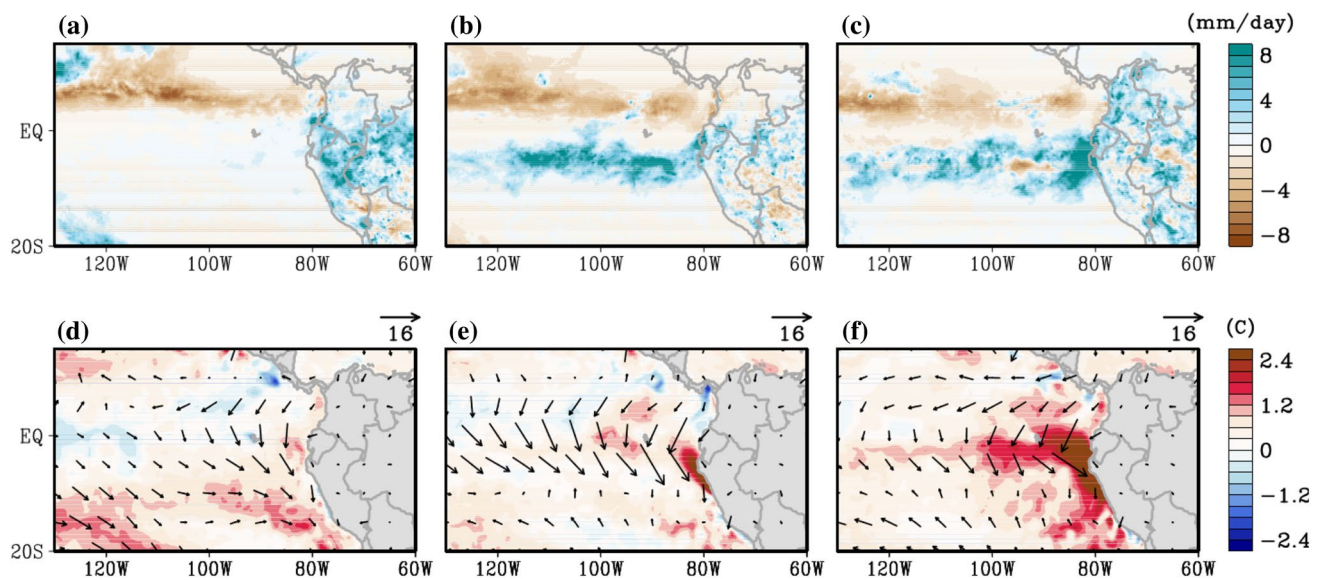 (a) (b) (c) (mm/day)
8
4
EQ 0
−4
20S −8
120W 100W 80W 60W 120W 100W 80W 60W 120W 100W 80W 60W
(d) 16 (e) 16 (f) 16 (C)
2.4
1.2
EQ 0
−1.2
20S −2.4
120W 100W 80W 60W 120W 100W 80W 60W 120W 100W 80W 60W